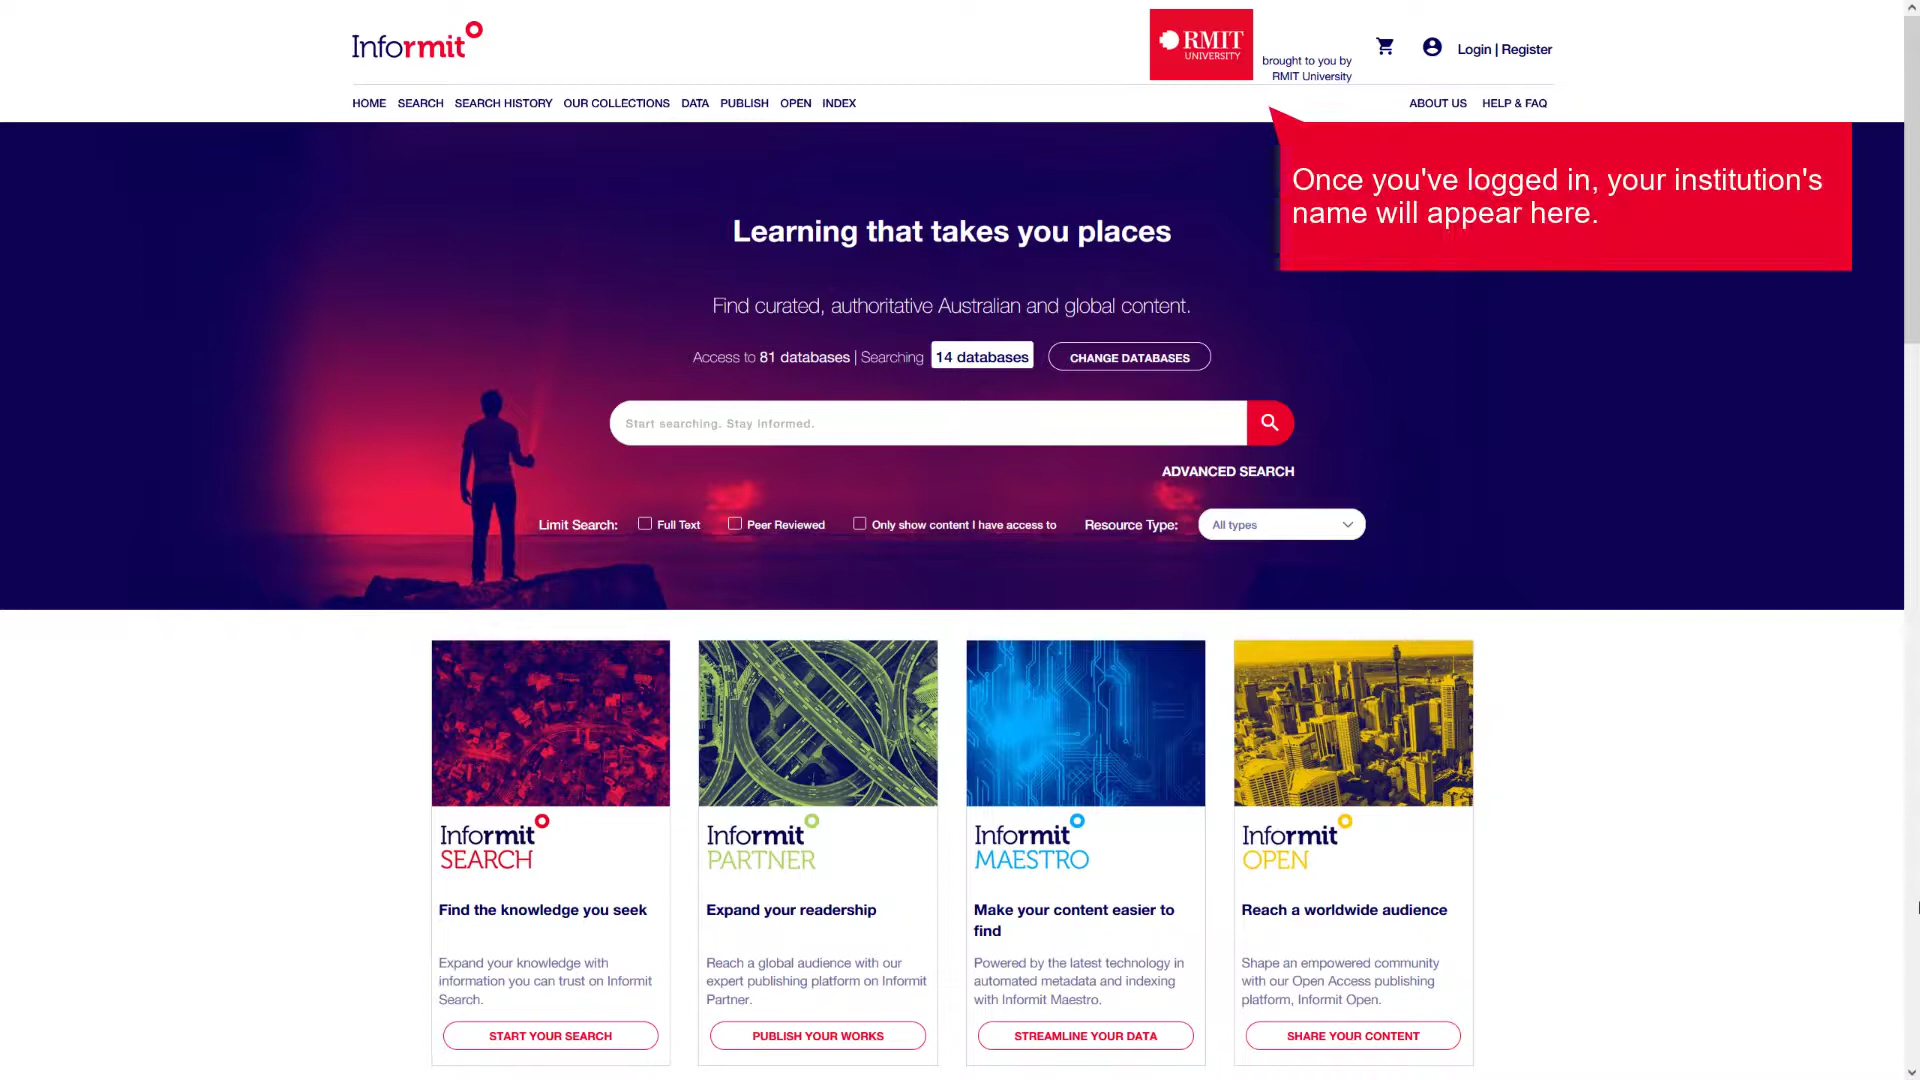 Informit
RMIT UNIVERSITY
brought to you by
RMIT University
Login | Register
HOME SEARCH SEARCH HISTORY OUR COLLECTIONS DATA PUBLISH OPEN INDEX
ABOUT US HELP & FAQ
Once you've logged in, your institution's
name will appear here.
Learning that takes you places
Find curated, authoritative Australian and global content.
Access to 81 databases | Searching 14 databases CHANGE DATABASES
Start searching. Stay informed.
ADVANCED SEARCH
Limit Search: Full Text Peer Reviewed Only show content I have access to Resource Type: All types
Informit
SEARCH
Find the knowledge you seek
Expand your knowledge with
information you can trust on Informit
Search.
START YOUR SEARCH
Informit
PARTNER
Expand your readership
Reach a global audience with our
expert publishing platform on Informit
Partner.
PUBLISH YOUR WORKS
Informit
MAESTRO
Make your content easier to
find
Powered by the latest technology in
automated metadata and indexing
with Informit Maestro.
STREAMLINE YOUR DATA
Informit
OPEN
Reach a worldwide audience
Shape an empowered community
with our Open Access publishing
platform, Informit Open.
SHARE YOUR CONTENT